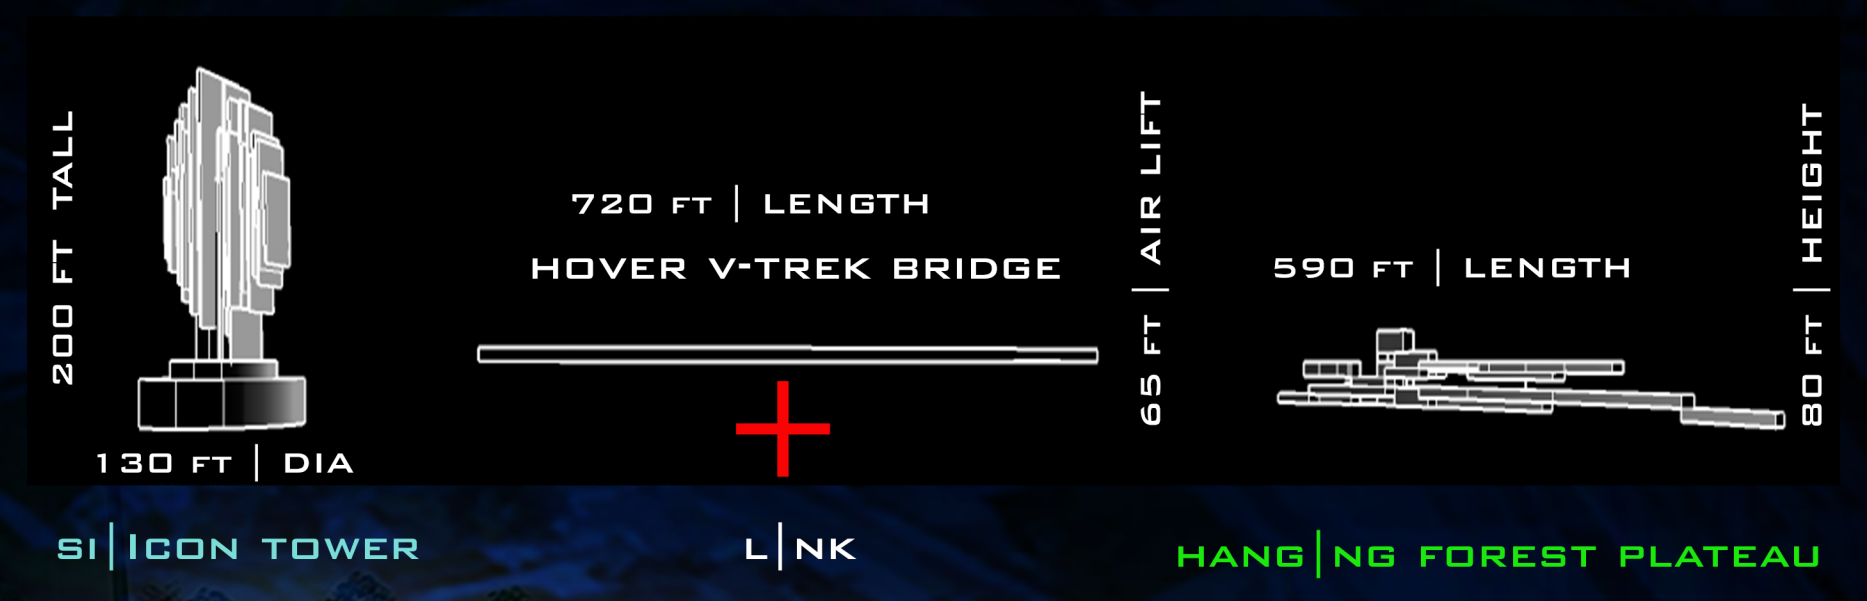 200 FT TALL
130 FT | DIA
SI|ICON TOWER
720 FT | LENGTH
HOVER V-TREK BRIDGE
L|NK
65 FT | AIR LIFT
590 FT | LENGTH
80 FT | HEIGHT
HANG|NG FOREST PLATEAU